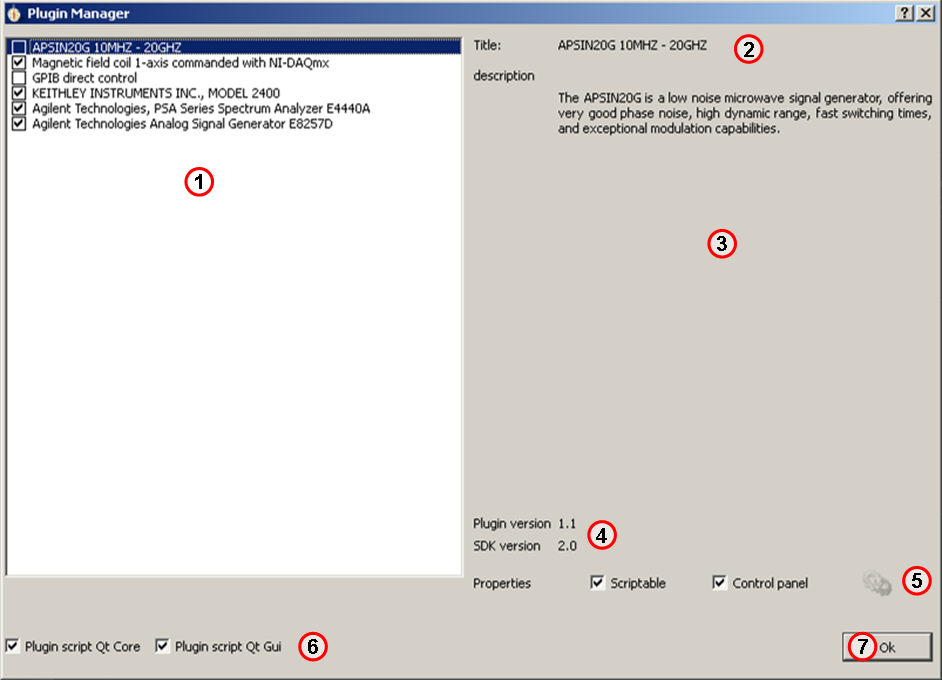 Plugin Manager
? X
APSIN20G 10MHZ - 20GHZ
Magnetic field coil 1-axis commanded with NI-DAQmx
GPIB direct control
KEITHLEY INSTRUMENTS INC., MODEL 2400
Agilent Technologies, PSA Series Spectrum Analyzer E4440A
Agilent Technologies Analog Signal Generator E8257D
1
Title: APSIN20G 10MHZ - 20GHZ 2
description
The APSIN20G is a low noise microwave signal generator, offering
very good phase noise, high dynamic range, fast switching times,
and exceptional modulation capabilities.
3
Plugin version 1.1
SDK version 2.0
4
Properties Scriptable Control panel 5
Plugin script Qt Core Plugin script Qt Gui 6
7 Ok